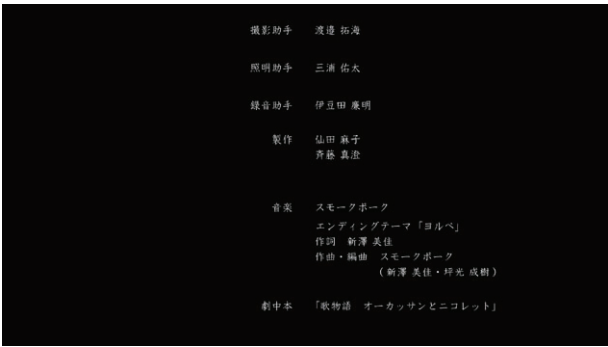 撮影助手 渡邉 拓海
照明助手 三浦 佑太
録音助手 伊豆田 廉明
製作 仙田 麻子
斉藤 真澄
音楽 スモークポーク
エンディングテーマ「ヨルベ」
作詞 新澤 美佳
作曲・編曲 スモークポーク
(新澤 美佳・坪光 成樹)
劇中本 「歌物語 オーカッサンとニコレット」